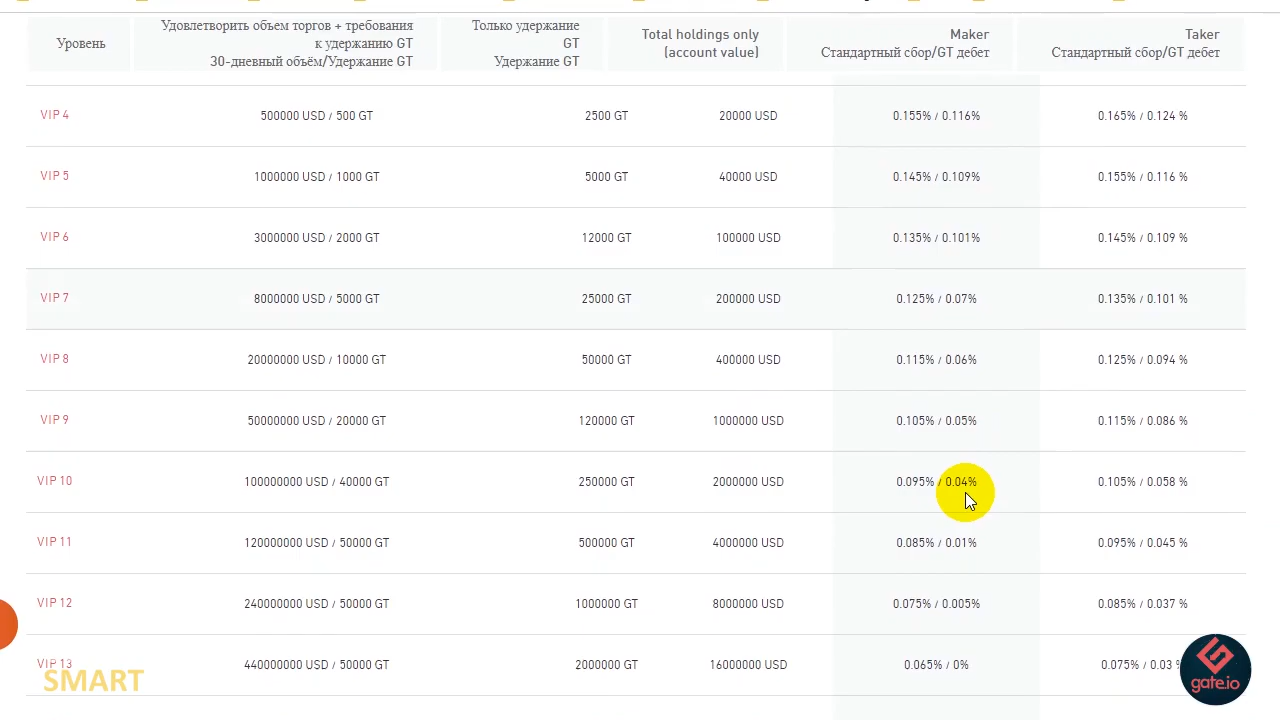 Уровень
Удовлетворить объем торгов + требования
к удержанию GT
30-дневный объём/Удержание GT
Только удержание
GT
Удержание GT
Total holdings only
(account value)
Maker
Стандартный сбор/GT дебет
Taker
Стандартный сбор/GT дебет
VIP 4 500000 USD / 500 GT 2500 GT 20000 USD 0.155% / 0.116% 0.165% / 0.124 %
VIP 5 1000000 USD / 1000 GT 5000 GT 40000 USD 0.145% / 0.109% 0.155% / 0.116 %
VIP 6 3000000 USD / 2000 GT 12000 GT 100000 USD 0.135% / 0.101% 0.145% / 0.109 %
VIP 7 8000000 USD / 5000 GT 25000 GT 200000 USD 0.125% / 0.07% 0.135% / 0.101 %
VIP 8 20000000 USD / 10000 GT 50000 GT 400000 USD 0.115% / 0.06% 0.125% / 0.094 %
VIP 9 50000000 USD / 20000 GT 120000 GT 1000000 USD 0.105% / 0.05% 0.115% / 0.086 %
VIP 10 100000000 USD / 40000 GT 250000 GT 2000000 USD 0.095% / 0.04% 0.105% / 0.058 %
VIP 11 120000000 USD / 50000 GT 500000 GT 4000000 USD 0.085% / 0.01% 0.095% / 0.045 %
VIP 12 240000000 USD / 50000 GT 1000000 GT 8000000 USD 0.075% / 0.005% 0.085% / 0.037 %
VIP 13 440000000 USD / 50000 GT 2000000 GT 16000000 USD 0.065% / 0% 0.075% / 0.03 %
SMART
gate.io